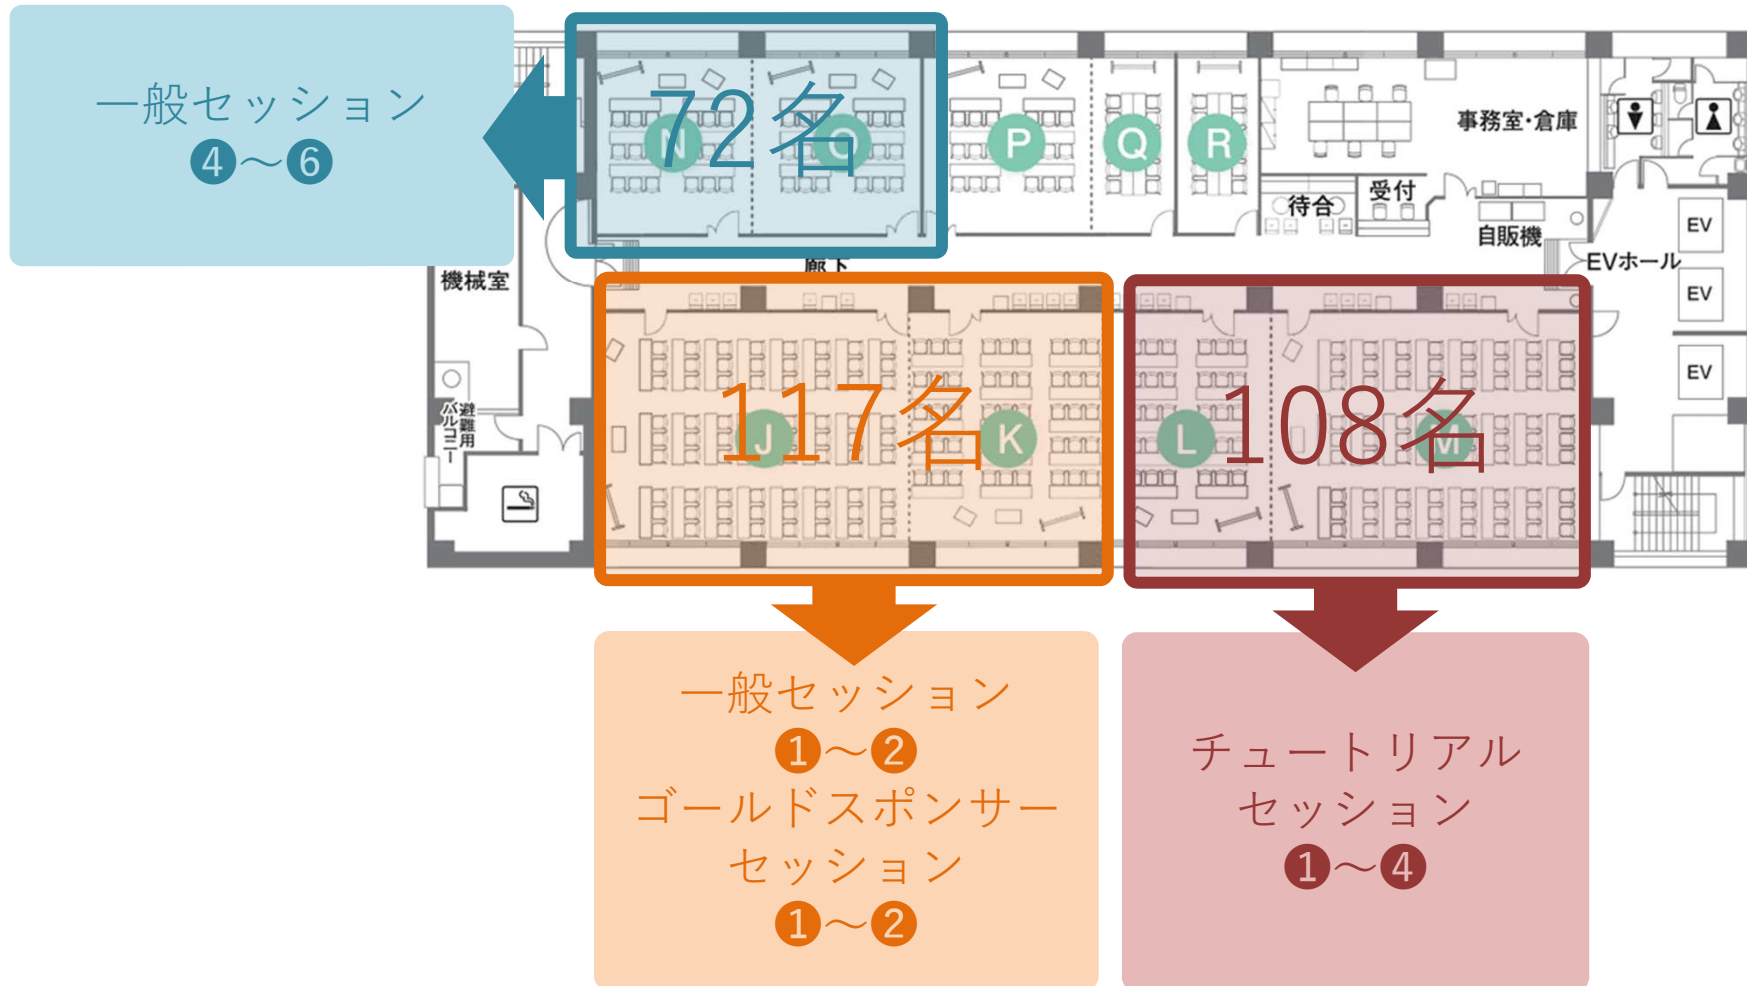 一般セッション
❹～❻
72名
N
O
P
Q
R
事務室・倉庫
待合
受付
自販機
EVホール
EV
EV
EV
機械室
廊下
避難用
バルコニー
117名
J
K
108名
L
M
一般セッション
❶～❷
ゴールドスポンサー
セッション
❶～❷
チュートリアル
セッション
❶～❹